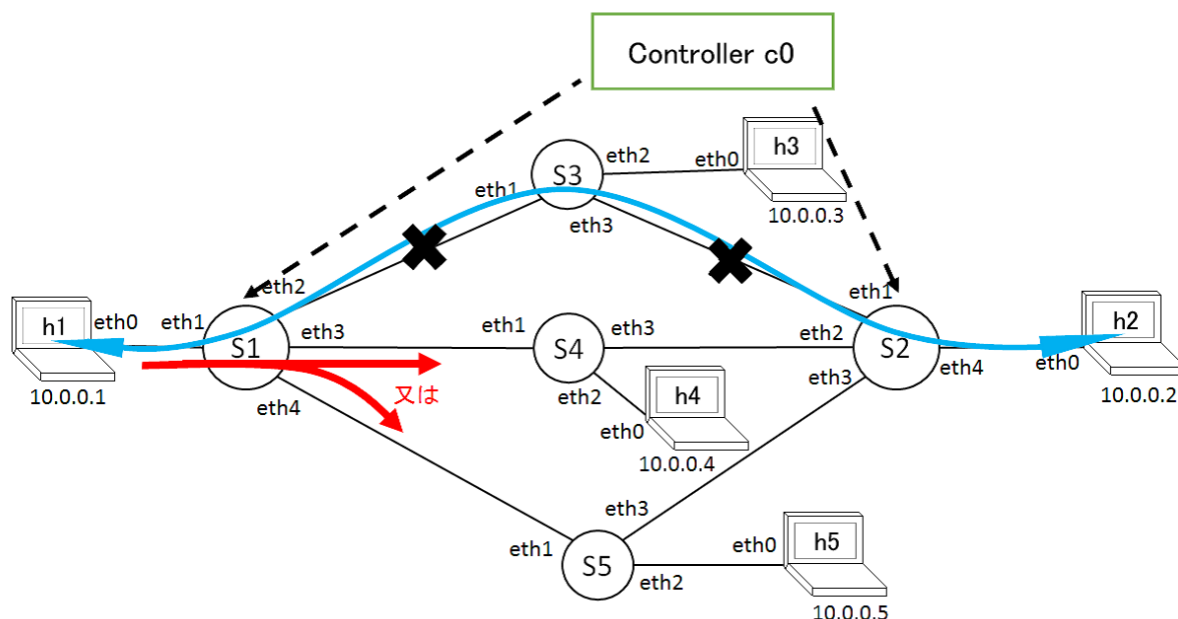 Controller c0
eth2
eth0
h3
S3
eth1
eth3
10.0.0.3
eth2
eth1
h1
eth0
eth1
eth3
eth1
eth3
eth2
h2
S1
S4
S2
eth0
eth4
10.0.0.1
又は
eth3
10.0.0.2
eth4
eth2
h4
eth0
10.0.0.4
eth3
eth1
eth0
h5
S5
eth2
10.0.0.5